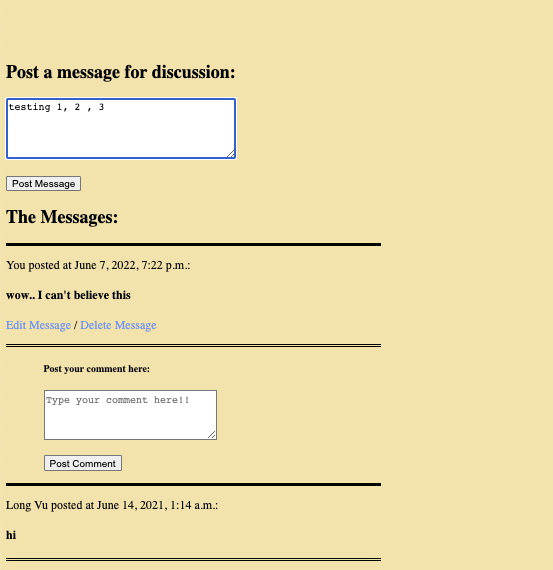 Post a message for discussion:
testing 1, 2 , 3
Post Message
The Messages:
You posted at June 7, 2022, 7:22 p.m.:
wow.. I can't believe this
Edit Message / Delete Message
Post your comment here:
Type your comment here!!
Post Comment
Long Vu posted at June 14, 2021, 1:14 a.m.:
hi